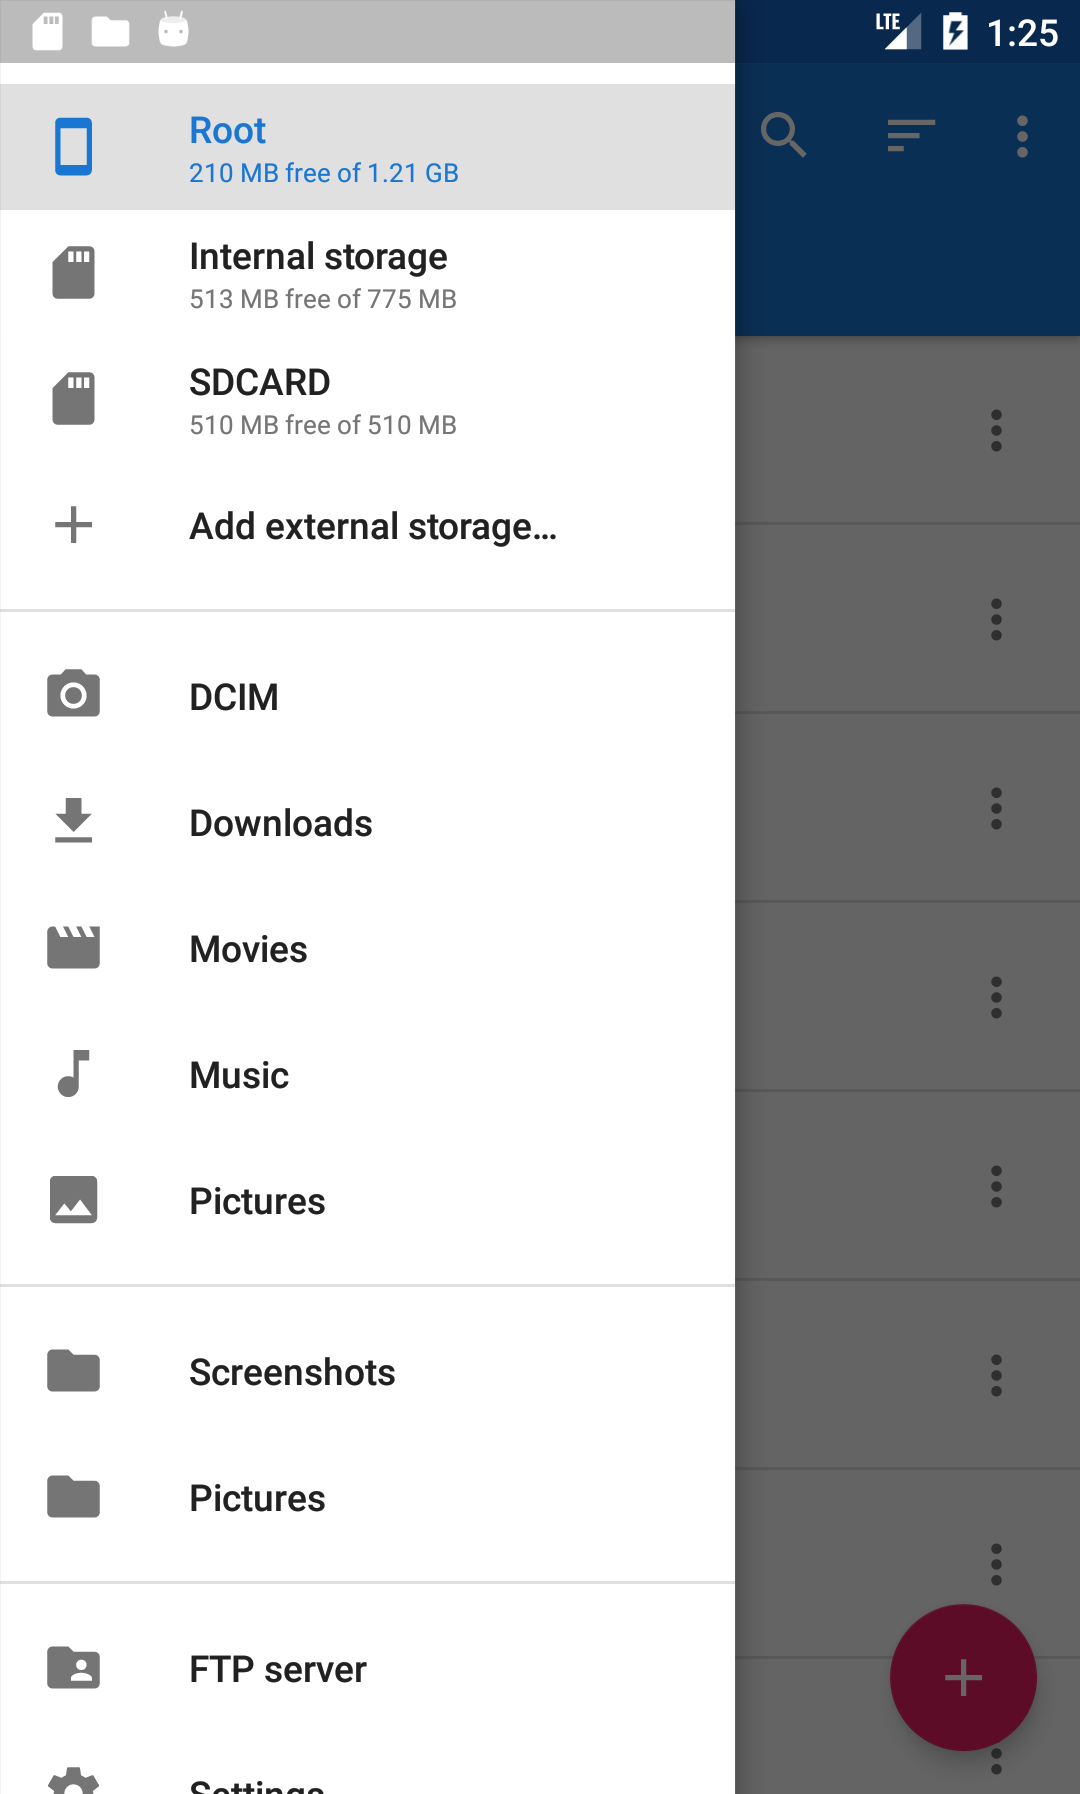 LTE 1:25
Root
210 MB free of 1.21 GB
Internal storage
513 MB free of 775 MB
SDCARD
510 MB free of 510 MB
Add external storage...
DCIM
Downloads
Movies
Music
Pictures
Screenshots
Pictures
FTP server
Settings